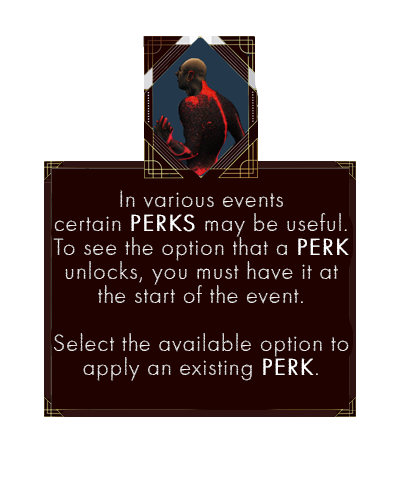 In various events
certain PERKS may be useful.
To see the option that a PERK
unlocks, you must have it at
the start of the event.
Select the available option to
apply an existing PERK.